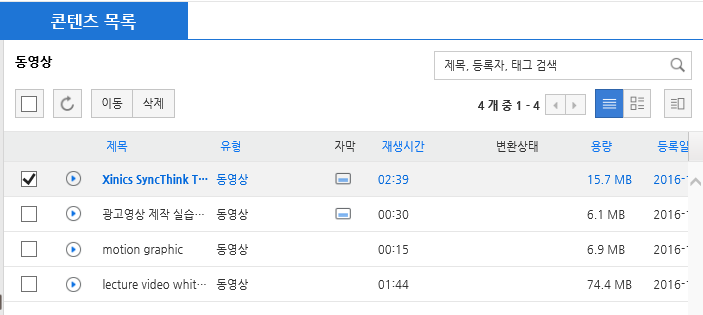 콘텐츠 목록
동영상
제목, 등록자, 태그 검색
이동 삭제 4 개 중 1 - 4
제목 유형 자막 재생시간 변환상태 용량 등록일
Xinics SyncThink T··· 동영상 02:39 15.7 MB 2016-1
광고영상 제작 실습··· 동영상 00:30 6.1 MB 2016-1
motion graphic 동영상 00:15 6.9 MB 2016-1
lecture video whit··· 동영상 01:44 74.4 MB 2016-1